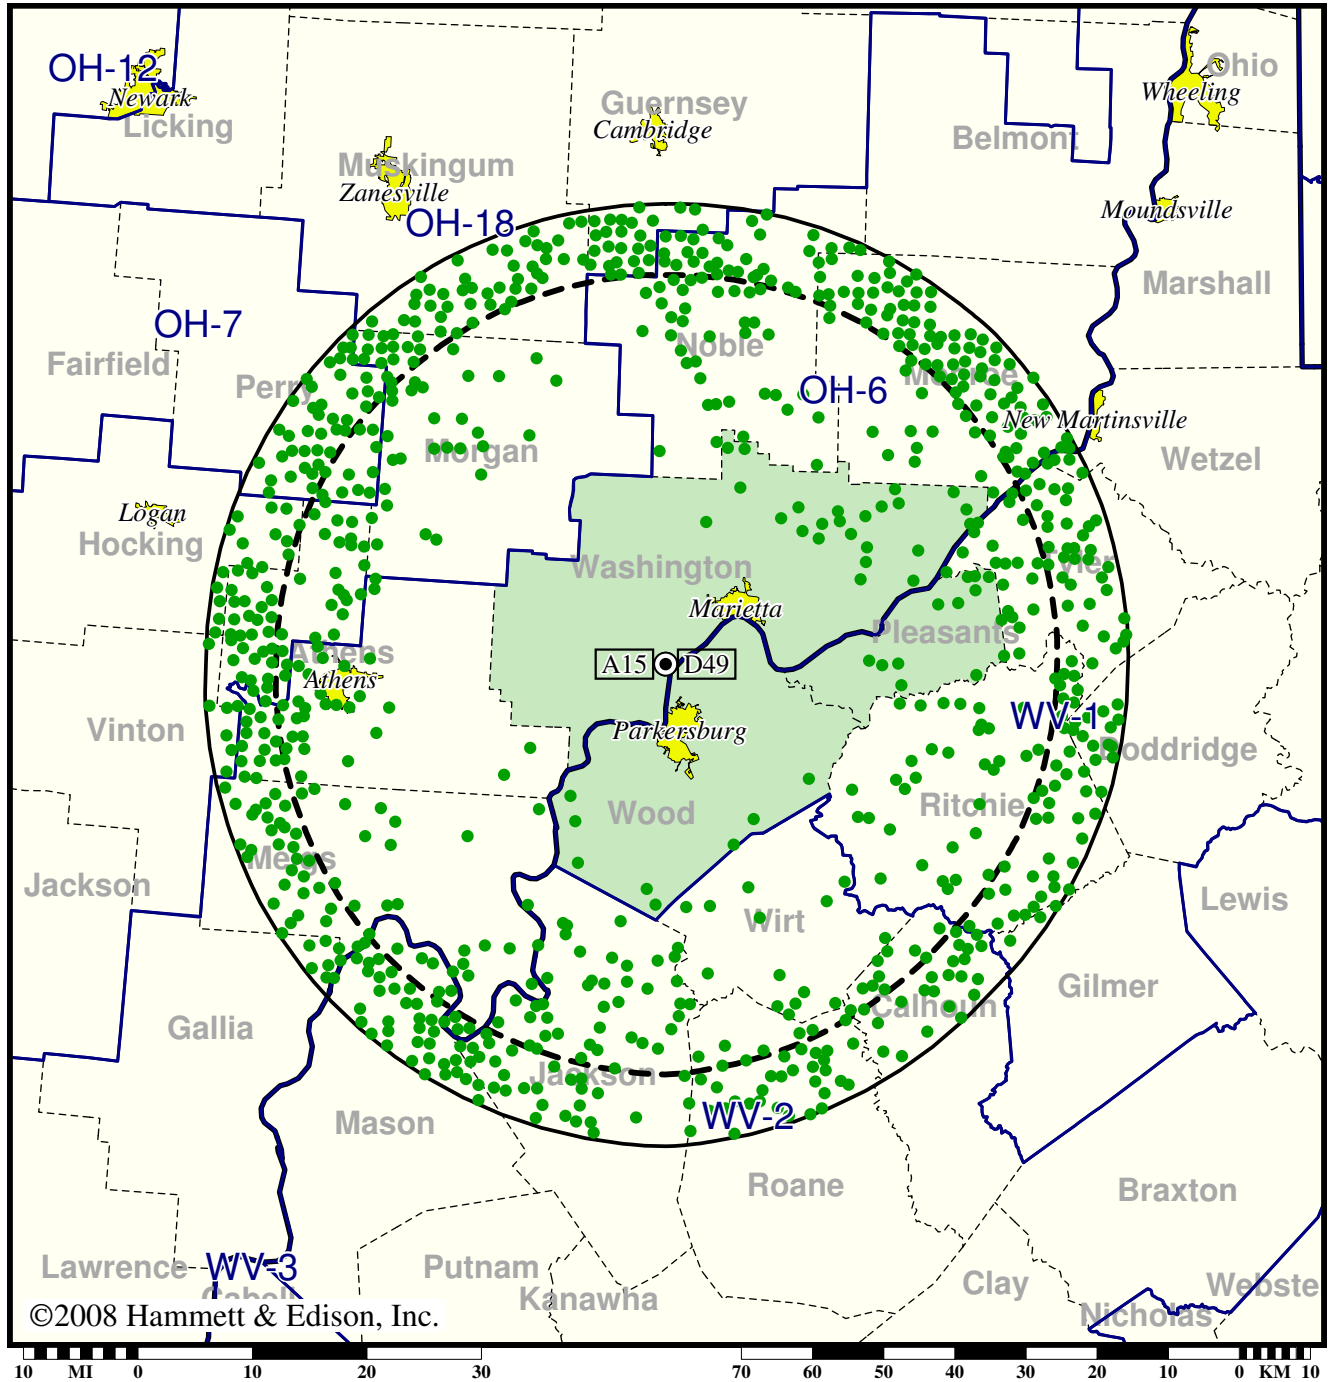 OH-12
Newark
Licking
Ohio
Wheeling
Guernsey
Cambridge
Belmont
Muskingum
Zanesville
OH-18
Moundsville
Marshall
OH-7
Fairfield
Perry
Noble
OH-6
Monroe
New Martinsville
Morgan
Wetzel
Logan
Hocking
Washington
Tyler
Marietta
Pleasants
Athens
Athens
A15
D49
Vinton
Parkersburg
WV-1
Doddridge
Wood
Ritchie
Meigs
Jackson
Lewis
Wirt
Gilmer
Calhoun
Gallia
Jackson
WV-2
Mason
Roane
Braxton
Lawrence
WV-3
Cabell
Putnam
Kanawha
Clay
Webste
Nicholas
©2008 Hammett & Edison, Inc.
10 MI 0 10 20 30 70 60 50 40 30 20 10 0 KM 10